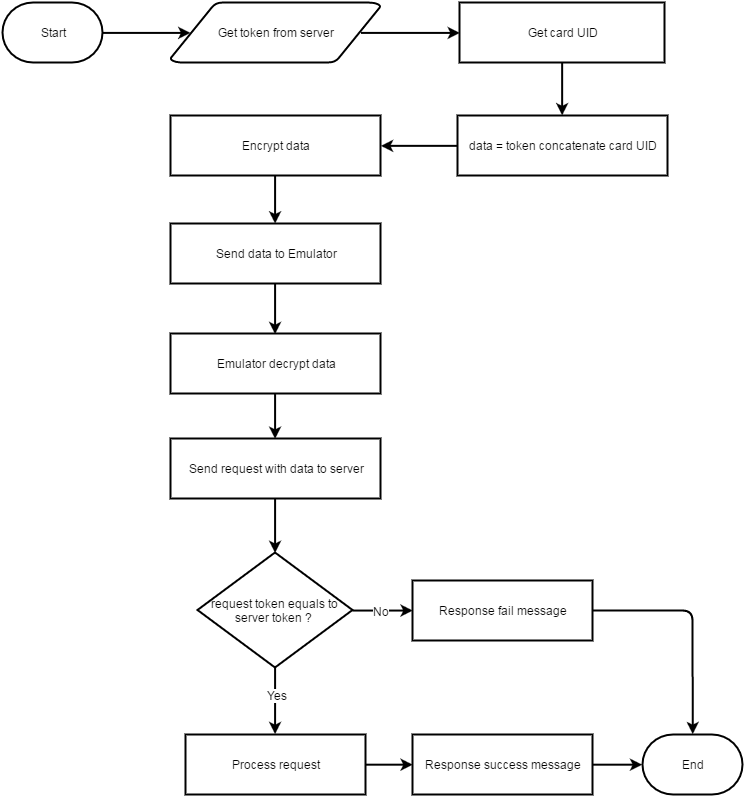 Start
Get token from server
Get card UID
data = token concatenate card UID
Encrypt data
Send data to Emulator
Emulator decrypt data
Send request with data to server
request token equals to
server token ?
No
Response fail message
Yes
Process request
Response success message
End